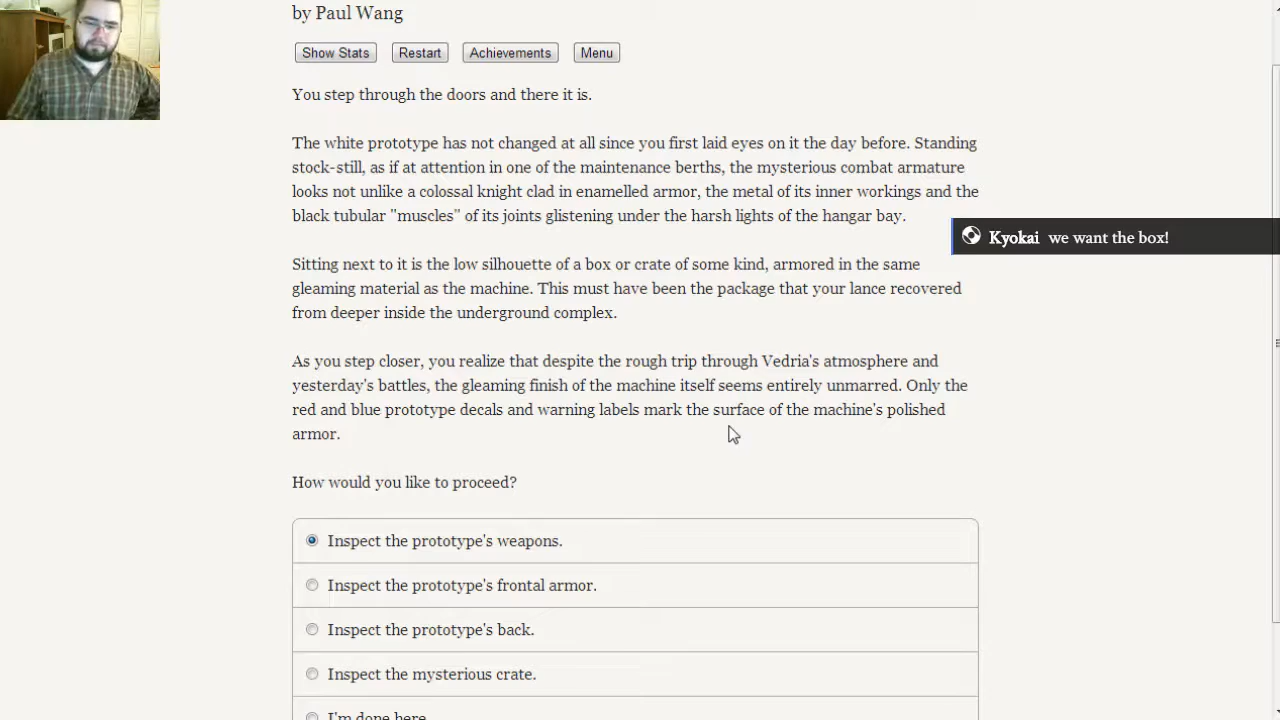 by Paul Wang
Show Stats Restart Achievements Menu
You step through the doors and there it is.
The white prototype has not changed at all since you first laid eyes on it the day before. Standing
stock-still, as if at attention in one of the maintenance berths, the mysterious combat armature
looks not unlike a colossal knight clad in enamelled armor, the metal of its inner workings and the
black tubular "muscles" of its joints glistening under the harsh lights of the hangar bay.
Kyokai we want the box!
Sitting next to it is the low silhouette of a box or crate of some kind, armored in the same
gleaming material as the machine. This must have been the package that your lance recovered
from deeper inside the underground complex.
As you step closer, you realize that despite the rough trip through Vedria's atmosphere and
yesterday's battles, the gleaming finish of the machine itself seems entirely unmarred. Only the
red and blue prototype decals and warning labels mark the surface of the machine's polished
armor.
How would you like to proceed?
Inspect the prototype's weapons.
Inspect the prototype's frontal armor.
Inspect the prototype's back.
Inspect the mysterious crate.
I'm done here.